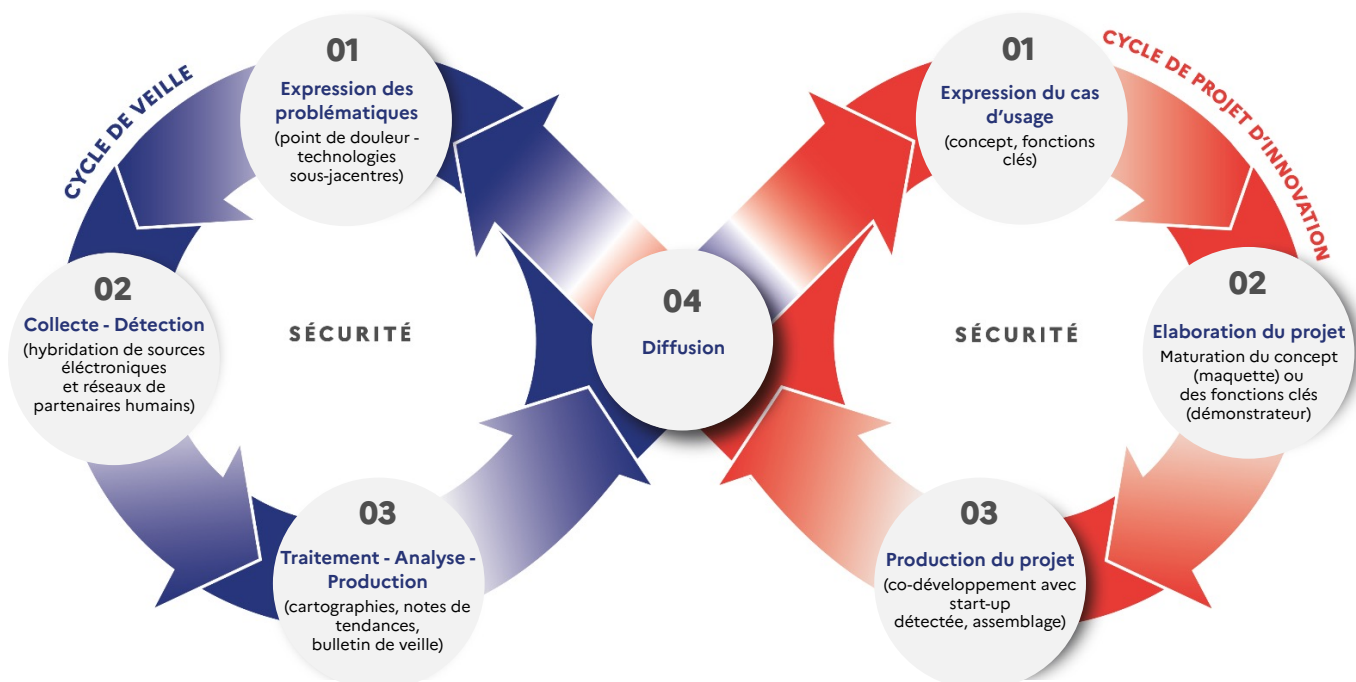 CYCLE DE VEILLE
01
Expression des
problématiques
(point de douleur -
technologies
sous-jacentres)
02
Collecte - Détection
(hybridation de sources
éléctroniques
et réseaux de
partenaires humains)
SÉCURITÉ
03
Traitement - Analyse -
Production
(cartographies, notes de
tendances,
bulletin de veille)
04
Diffusion
CYCLE DE PROJET D'INNOVATION
01
Expression du cas
d'usage
(concept, fonctions
clés)
SÉCURITÉ
02
Elaboration du projet
Maturation du concept
(maquette) ou
des fonctions clés
(démonstrateur)
03
Production du projet
(co-développement avec
start-up
détectée, assemblage)